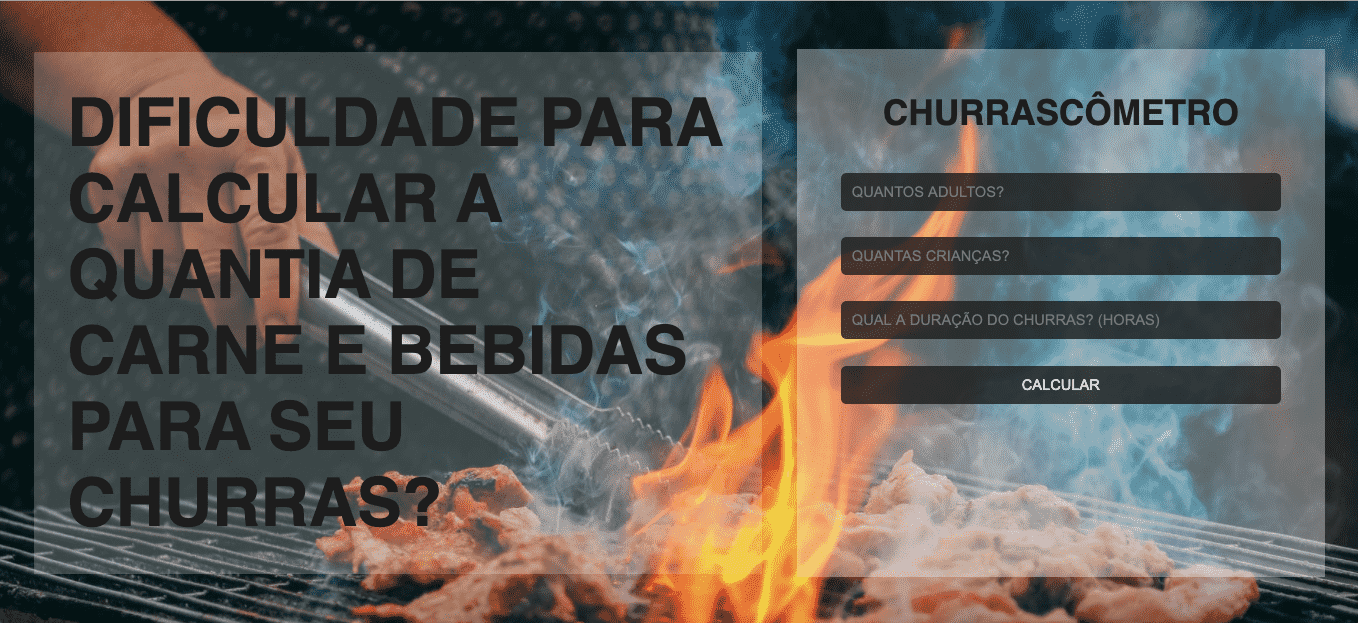 DIFICULDADE PARA
CALCULAR A
QUANTIA DE
CARNE E BEBIDAS
PARA SEU
CHURRAS?
CHURRASCÔMETRO
QUANTOS ADULTOS?
QUANTAS CRIANÇAS?
QUAL A DURAÇÃO DO CHURRAS? (HORAS)
CALCULAR